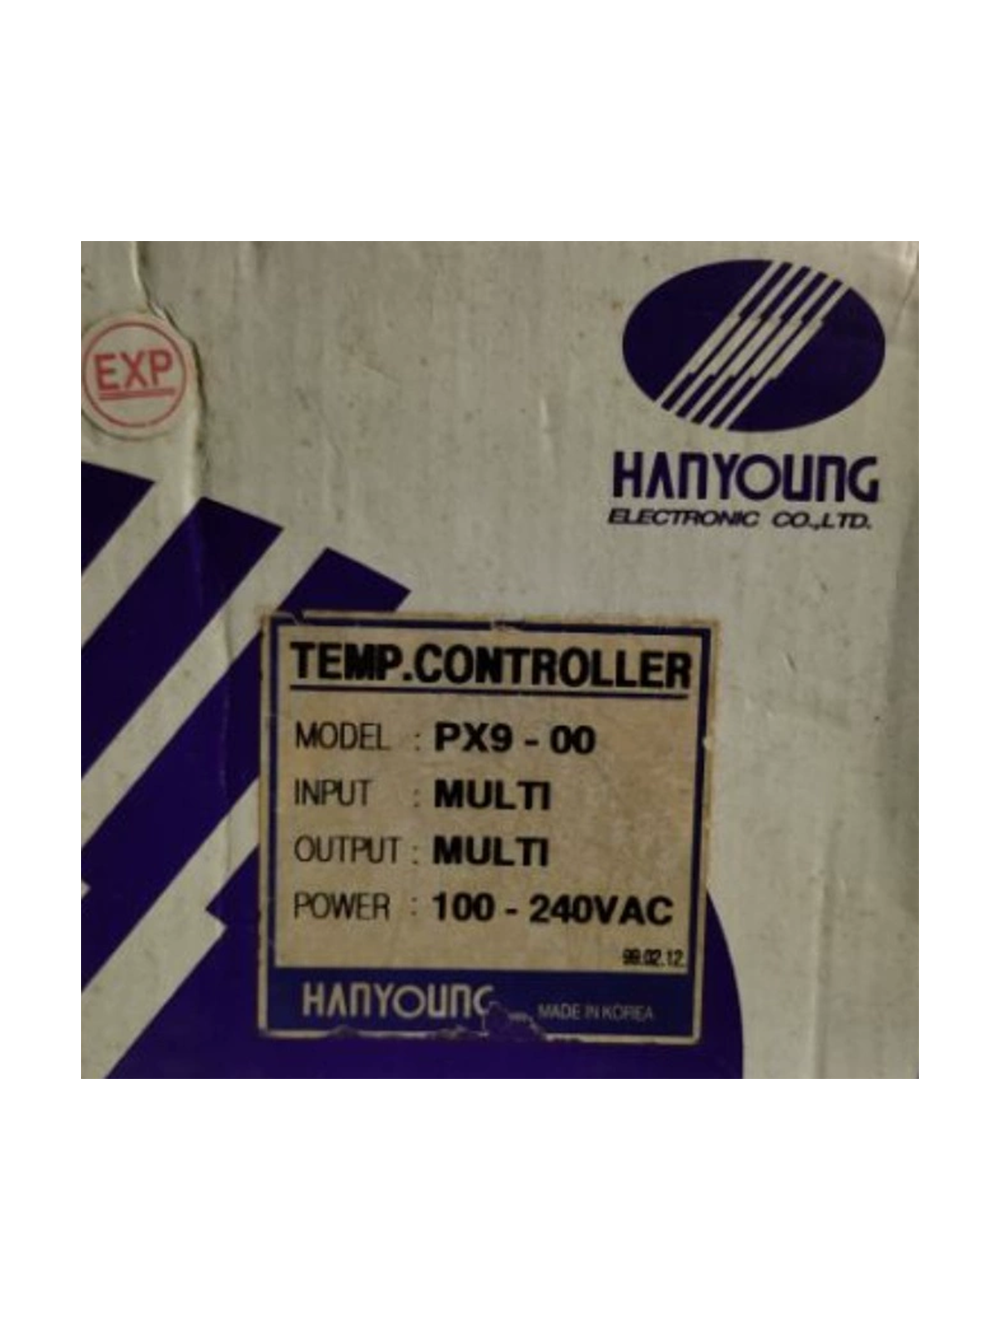 EXP
HANYOUNG
ELECTRONIC CO.,LTD.
TEMP.CONTROLLER
MODEL : PX9 - 00
INPUT : MULTI
OUTPUT : MULTI
POWER : 100 - 240VAC
99.02.12.
HANYOUNG MADE IN KOREA